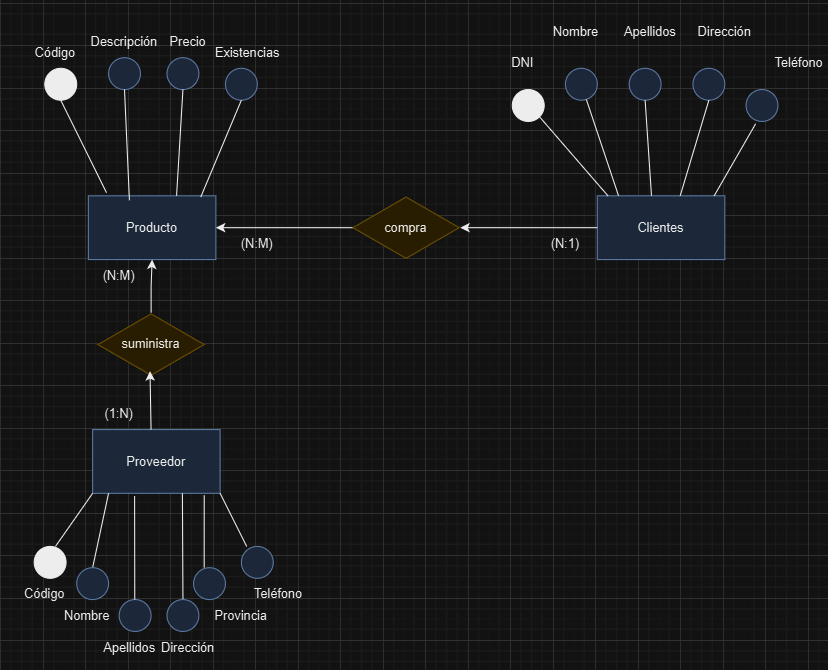 Código
Descripción
Precio
Existencias
DNI
Nombre
Apellidos
Dirección
Teléfono
Producto
(N:M)
compra
(N:1)
Clientes
(N:M)
suministra
(1:N)
Proveedor
Código
Nombre
Apellidos
Dirección
Provincia
Teléfono